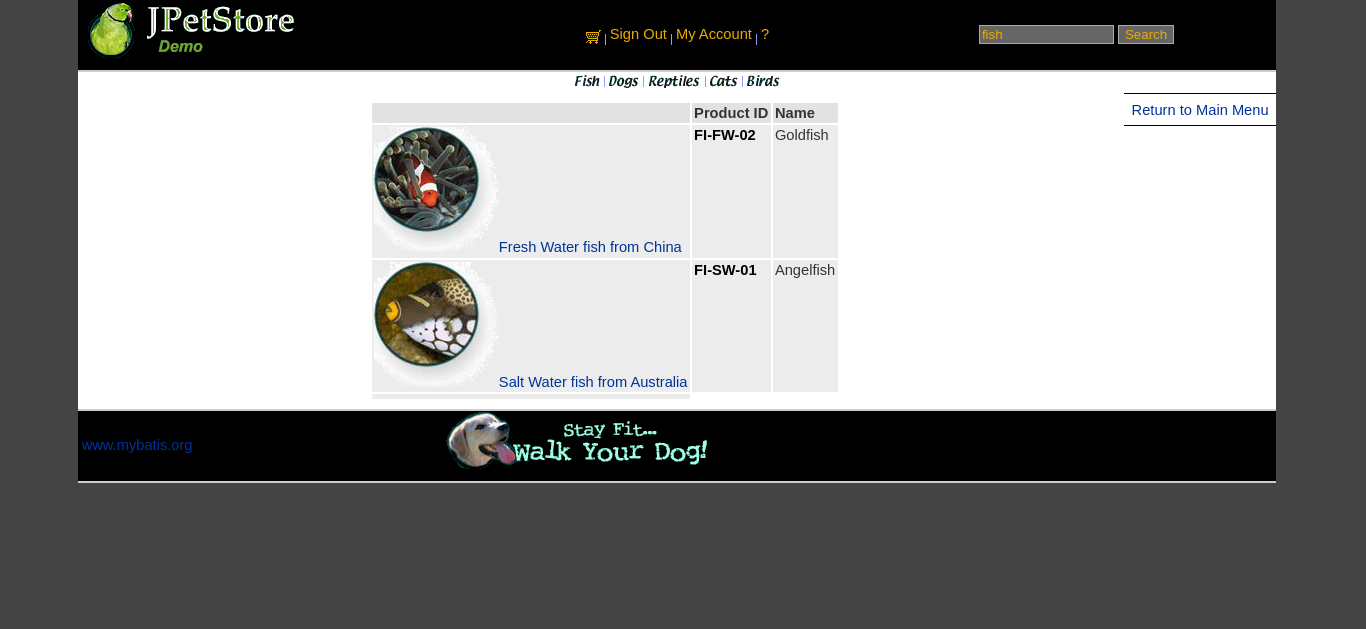 JPetStore
Demo
Sign Out My Account ?
fish Search
Fish Dogs Reptiles Cats Birds
Return to Main Menu
Product ID Name
FI-FW-02 Goldfish
Fresh Water fish from China
FI-SW-01 Angelfish
Salt Water fish from Australia
www.mybatis.org
Stay Fit...
Walk Your Dog!